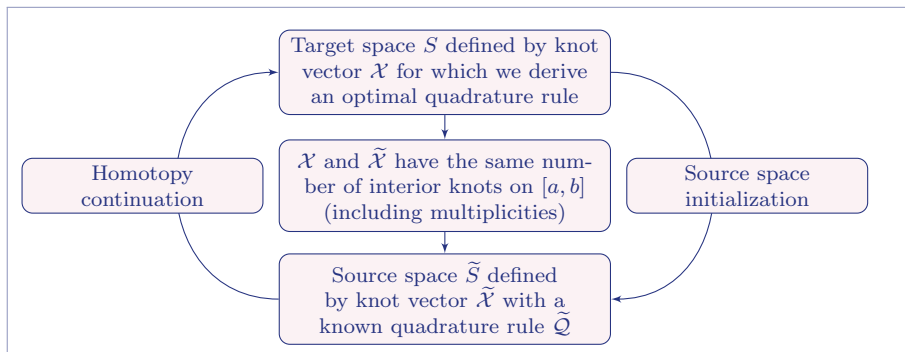 Target space S defined by knot
vector 𝒳 for which we derive
an optimal quadrature rule
Homotopy
continuation
𝒳 and 𝒳̃ have the same num-
ber of interior knots on [a, b]
(including multiplicities)
Source space
initialization
Source space S̃ defined
by knot vector 𝒳̃ with a
known quadrature rule 𝒬̃